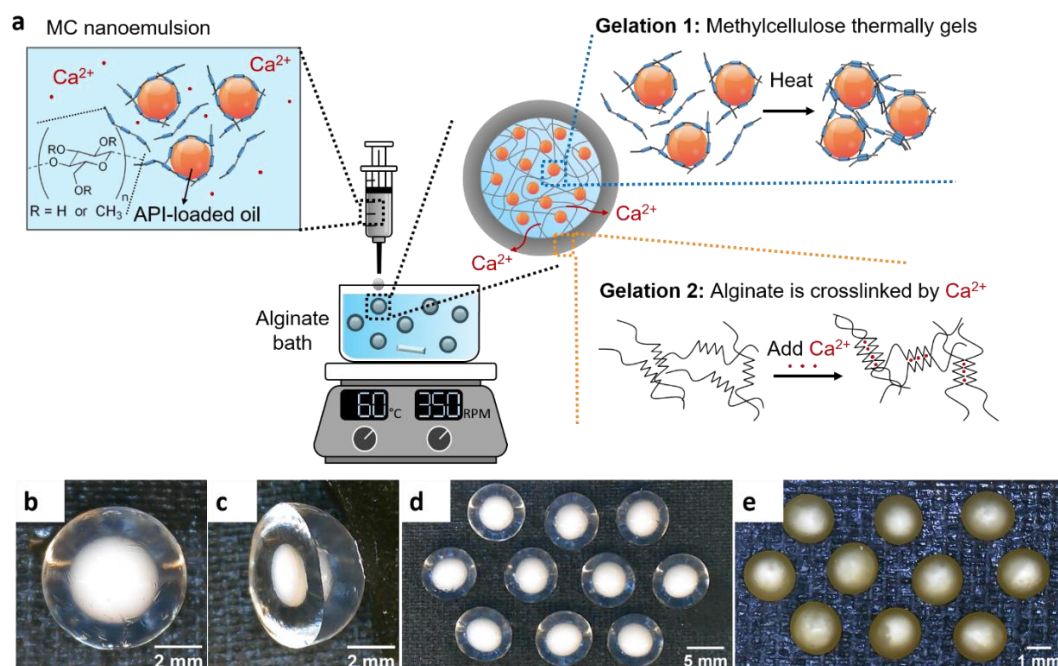 a
MC nanoemulsion
Ca²⁺
Ca²⁺
RO
OR
O
O
OR
n
R = H or CH₃
API-loaded oil
Gelation 1: Methylcellulose thermally gels
Heat
Ca²⁺
Ca²⁺
Alginate
bath
60 °C
350 RPM
Gelation 2: Alginate is crosslinked by Ca²⁺
Add Ca²⁺
b
2 mm
c
2 mm
d
5 mm
e
1 mm